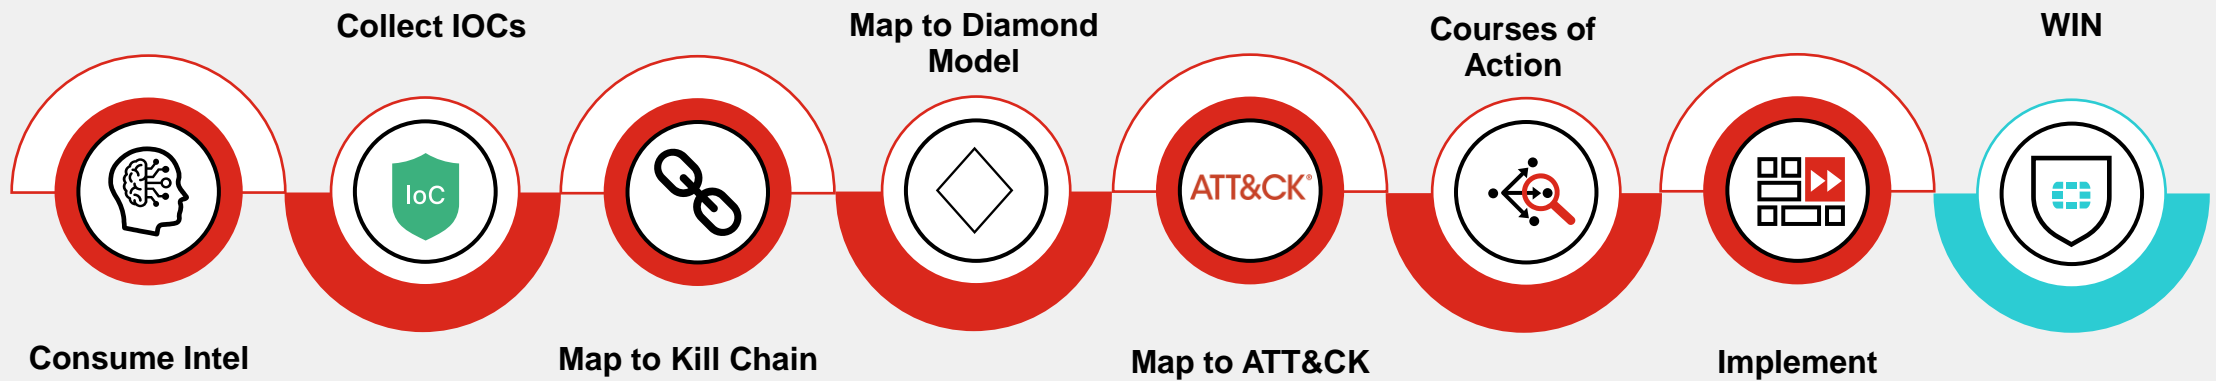 Collect IOCs
Map to Diamond
Model
Courses of
Action
WIN
IoC
ATT&CK®
Consume Intel
Map to Kill Chain
Map to ATT&CK
Implement